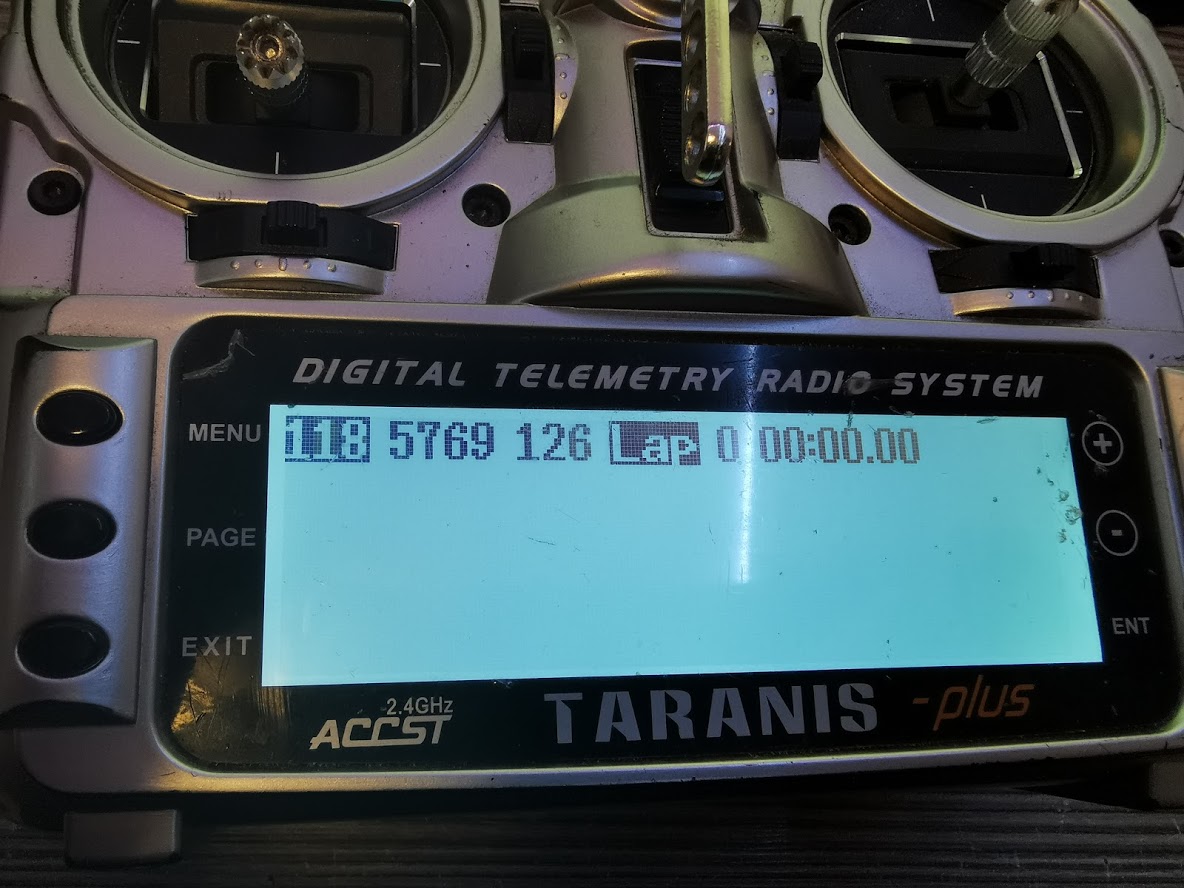 DIGITAL TELEMETRY RADIO SYSTEM
MENU
118 5769 126 Lap 0 00:00.00
+
PAGE
-
EXIT
ENT
2.4GHz
ACCST
TARANIS -plus